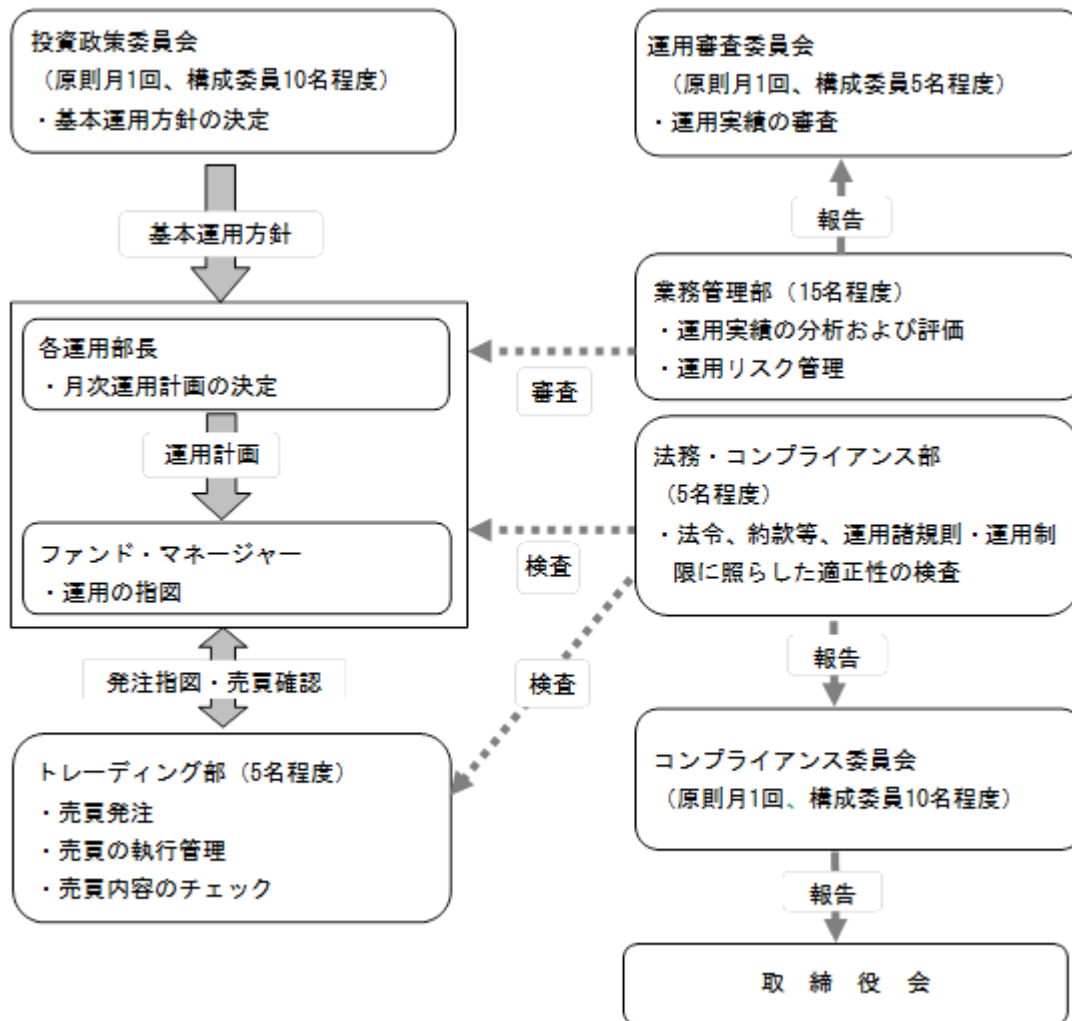 投資政策委員会
（原則月1回、構成委員10名程度）
・基本運用方針の決定
基本運用方針
各運用部長
・月次運用計画の決定
運用計画
ファンド・マネージャー
・運用の指図
発注指図・売買確認
トレーディング部（5名程度）
・売買発注
・売買の執行管理
・売買内容のチェック
運用審査委員会
（原則月1回、構成委員5名程度）
・運用実績の審査
報告
業務管理部（15名程度）
・運用実績の分析および評価
・運用リスク管理
審査
法務・コンプライアンス部
（5名程度）
・法令、約款等、運用諸規則・運用制
限に照らした適正性の検査
検査
検査
報告
コンプライアンス委員会
（原則月1回、構成委員10名程度）
報告
取　締　役　会